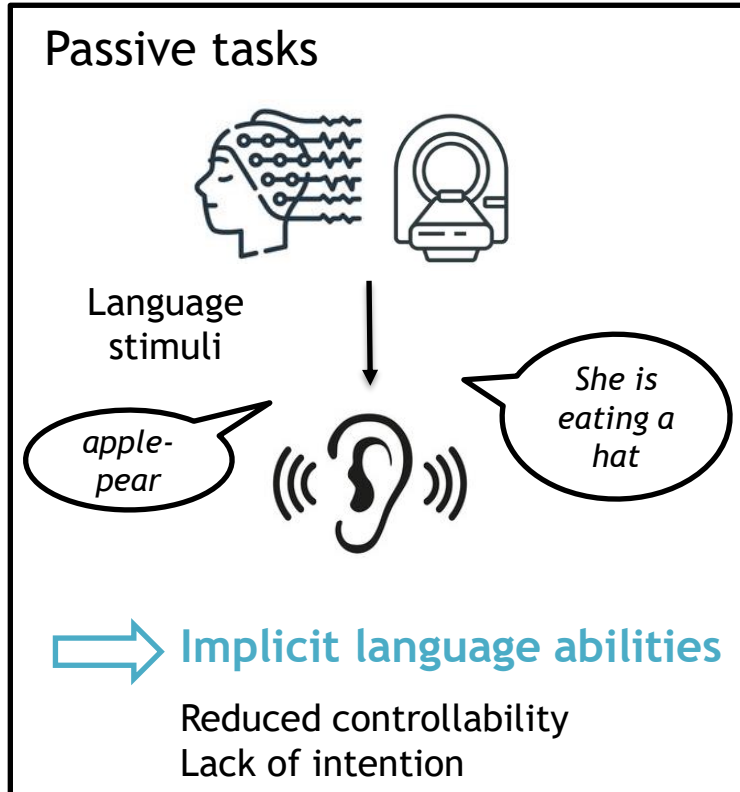 Passive tasks
Language
stimuli
apple-
pear
She is
eating a
hat
Implicit language abilities
Reduced controllability
Lack of intention